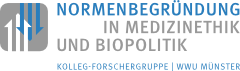 NORMENBEGRÜNDUNG
IN MEDIZINETHIK
UND BIOPOLITIK
KOLLEG-FORSCHERGRUPPE | WWU MÜNSTER